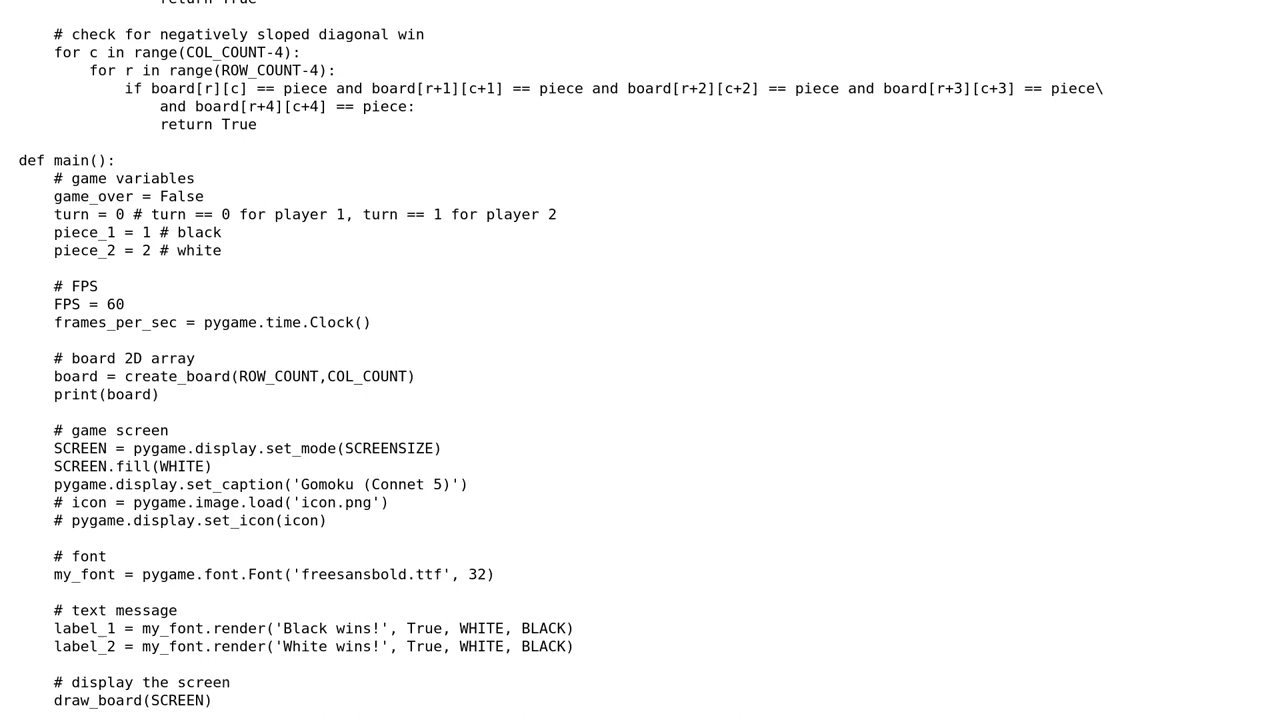 return True
# check for negatively sloped diagonal win
for c in range(COL_COUNT-4):
for r in range(ROW_COUNT-4):
if board[r][c] == piece and board[r+1][c+1] == piece and board[r+2][c+2] == piece and board[r+3][c+3] == piece\
and board[r+4][c+4] == piece:
return True
def main():
# game variables
game_over = False
turn = 0 # turn == 0 for player 1, turn == 1 for player 2
piece_1 = 1 # black
piece_2 = 2 # white
# FPS
FPS = 60
frames_per_sec = pygame.time.Clock()
# board 2D array
board = create_board(ROW_COUNT,COL_COUNT)
print(board)
# game screen
SCREEN = pygame.display.set_mode(SCREENSIZE)
SCREEN.fill(WHITE)
pygame.display.set_caption('Gomoku (Connet 5)')
# icon = pygame.image.load('icon.png')
# pygame.display.set_icon(icon)
# font
my_font = pygame.font.Font('freesansbold.ttf', 32)
# text message
label_1 = my_font.render('Black wins!', True, WHITE, BLACK)
label_2 = my_font.render('White wins!', True, WHITE, BLACK)
# display the screen
draw_board(SCREEN)